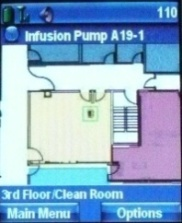 110
Infusion Pump A19-1
3rd Floor/Clean Room
Main Menu Options